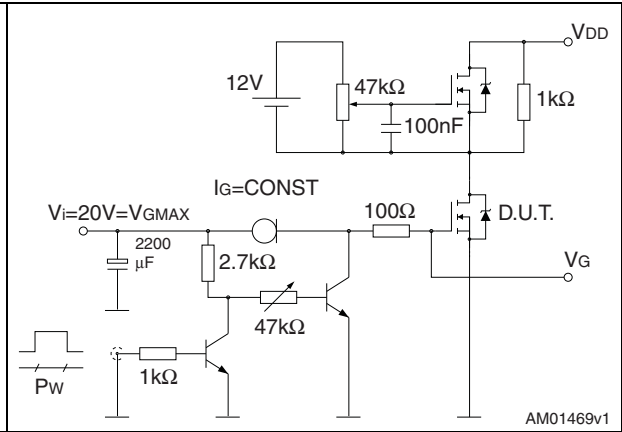 VDD
12V
47kΩ
1kΩ
100nF
IG=CONST
Vi=20V=VGMAX
100Ω
D.U.T.
2200
μF
2.7kΩ
VG
47kΩ
1kΩ
PW
AM01469v1